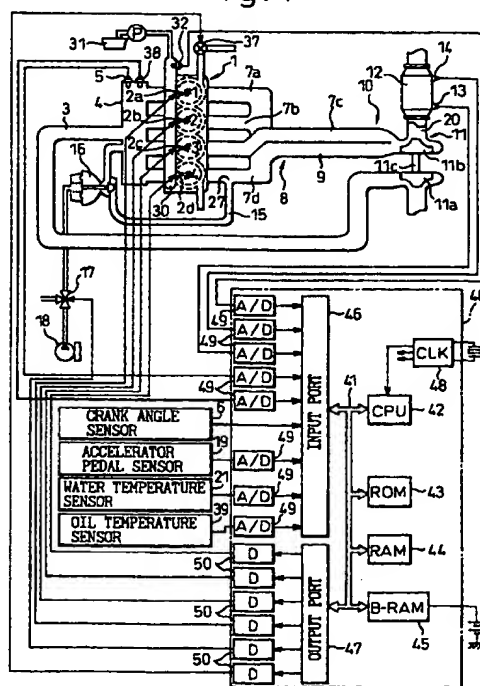 31
P
32
37
1
5
38
2a
1
7a
14
4
12
10
13
3
2b
2
7b
7c
20
11
16
2c
3
11b
11c
30
4
27
9
11a
2d
7d
8
15
17
18
49
A/D
46
40
49
A/D
A/D
CLK
49
A/D
48
A/D
41
6
CRANK ANGLE
SENSOR
INPUT PORT
CPU
42
19
ACCELERATOR
PEDAL SENSOR
A/D
49
21
WATER TEMPERATURE
SENSOR
A/D
49
ROM
43
39
OIL TEMPERATURE
SENSOR
A/D
49
RAM
44
50
D
50
D
D
OUTPUT PORT
B-RAM
50
D
45
D
47
50
D